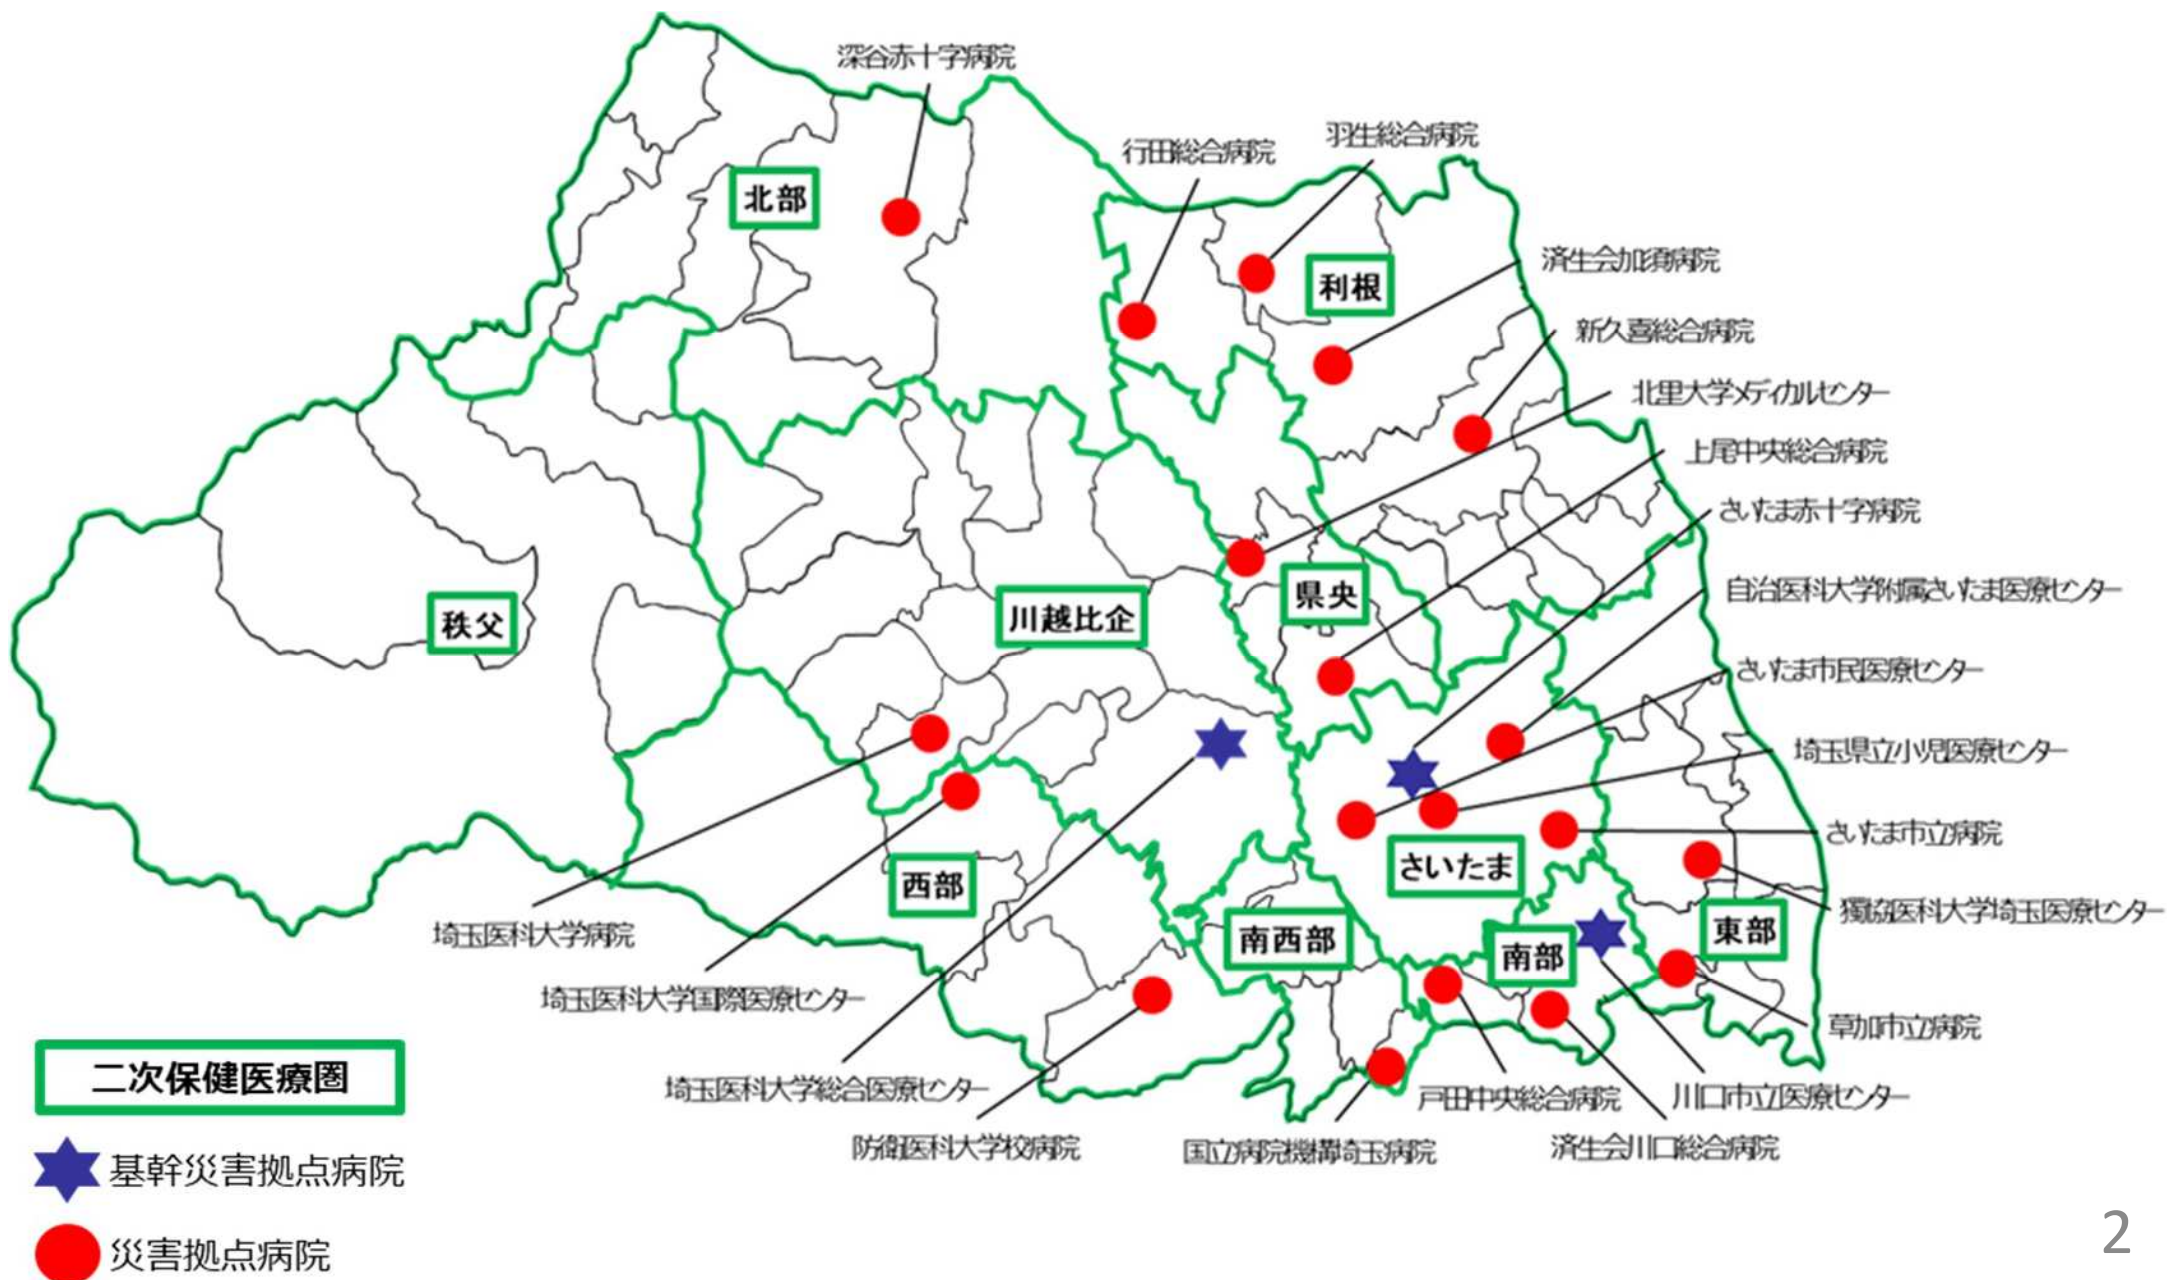 深谷赤十字病院
行田総合病院
羽生総合病院
北部
利根
済生会加須病院
新久喜総合病院
北里大学メディカルセンター
上尾中央総合病院
さいたま赤十字病院
自治医科大学附属さいたま医療センター
秩父
川越比企
県央
さいたま市民医療センター
埼玉県立小児医療センター
さいたま市立病院
さいたま
西部
南西部
南部
東部
獨協医科大学埼玉医療センター
埼玉医科大学病院
埼玉医科大学国際医療センター
草加市立病院
埼玉医科大学総合医療センター
戸田中央総合病院
川口市立医療センター
防衛医科大学校病院
国立病院機構埼玉病院
済生会川口総合病院
二次保健医療圏
基幹災害拠点病院
災害拠点病院
2